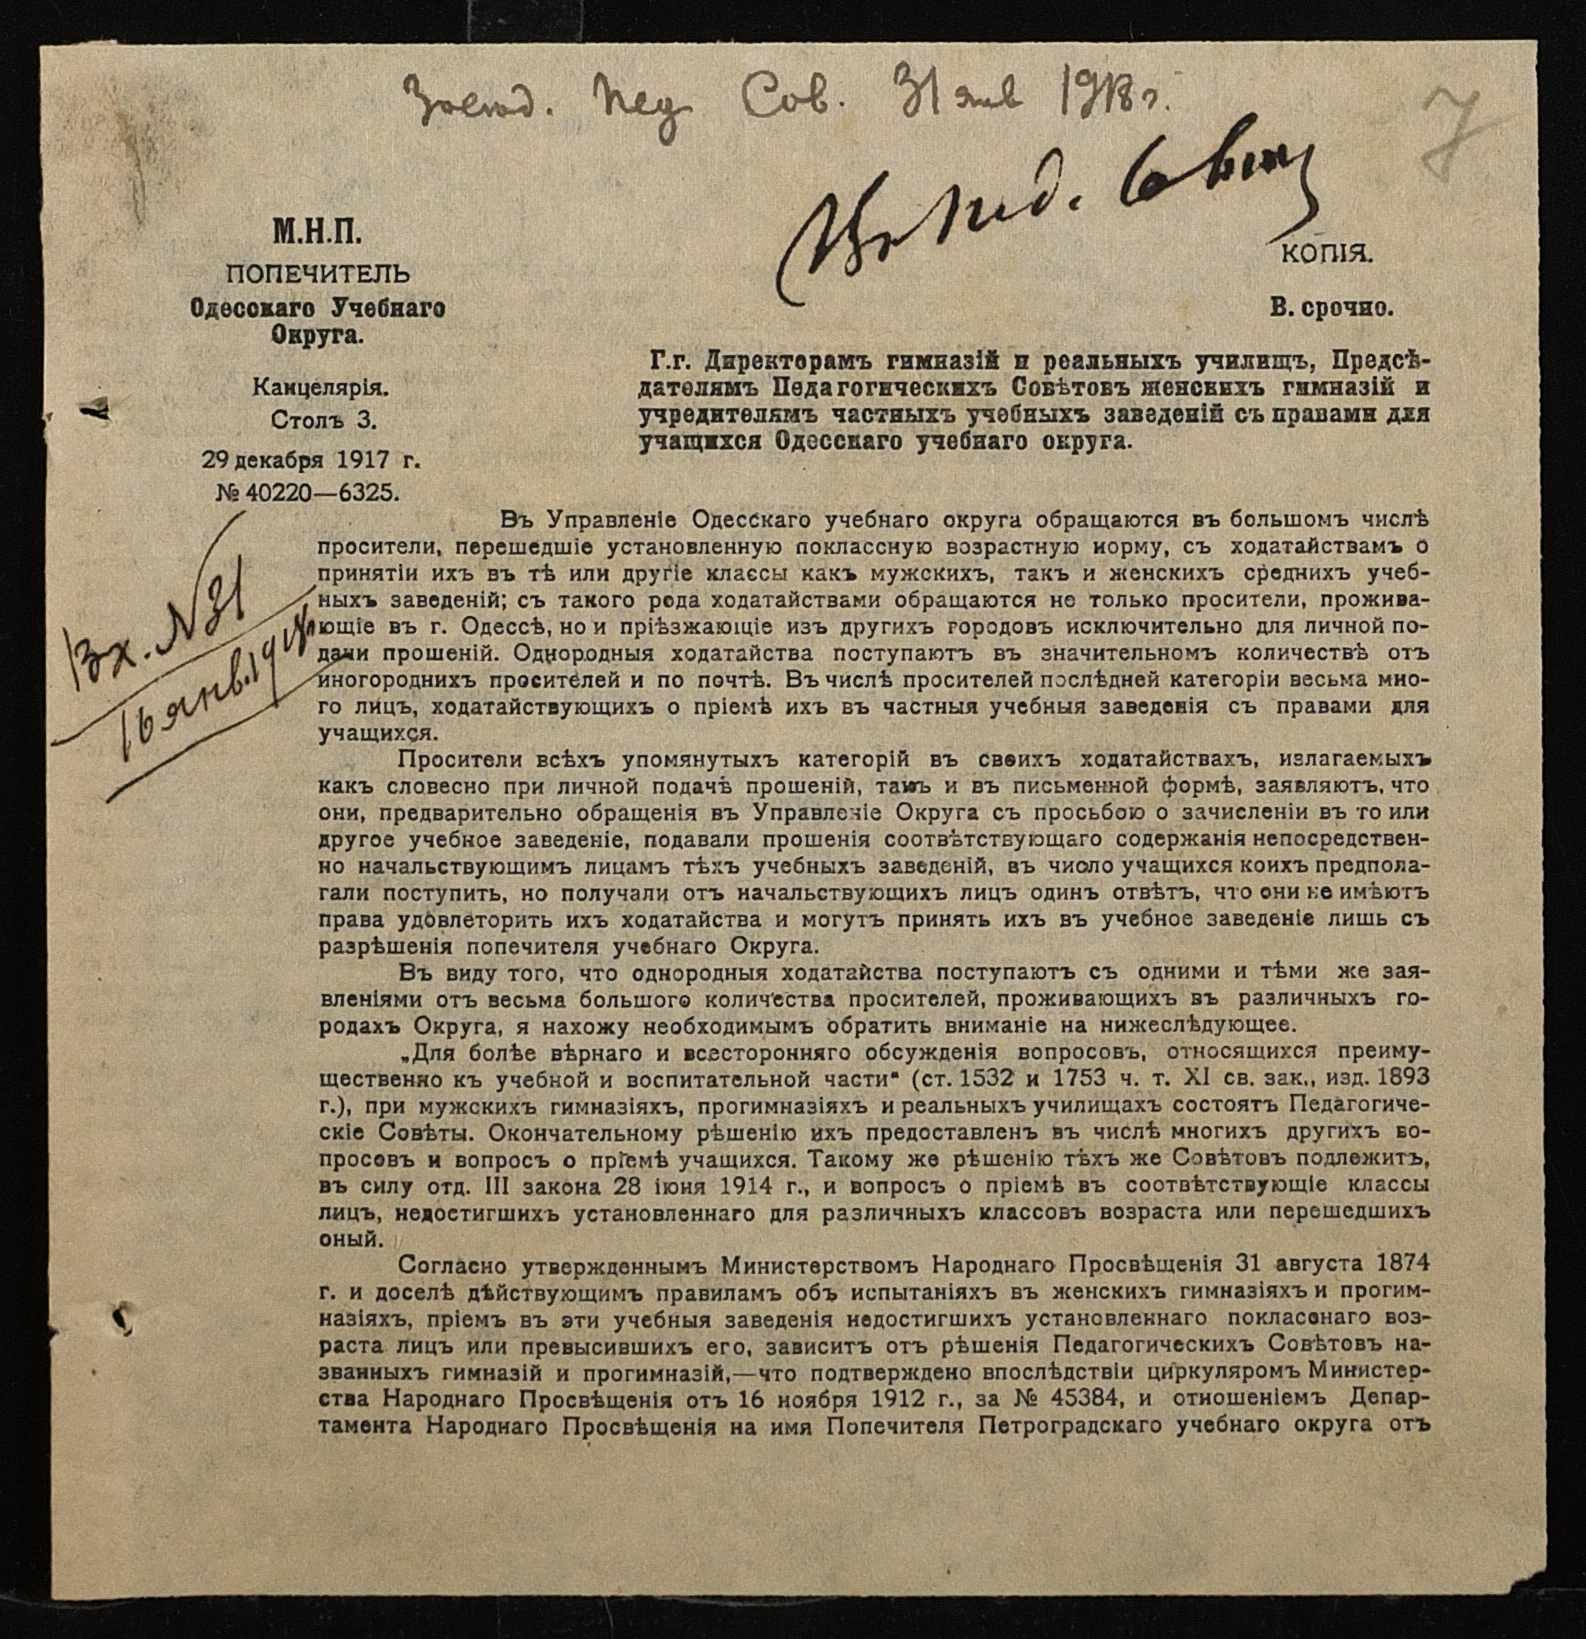 Засед. Пед. Сов. 31 янв 1918 г.
7
М.Н.П.
ПОПЕЧИТЕЛЬ
Одесскаго Учебнаго
Округа.
Канцелярія.
Столъ 3.
29 декабря 1917 г.
№ 40220—6325.
Вх. N 31
16 янв. 1918
КОПІЯ.
В. срочно.
Г.г. Директорамъ гимназій и реальныхъ училищъ, Предсѣ-
дателямъ Педагогическихъ Совѣтовъ женскихъ гимназій и
учредителямъ частныхъ учебныхъ заведеній съ правами для
учащихся Одесскаго учебнаго округа.
Въ Управленіе Одесскаго учебнаго округа обращаются въ большомъ числѣ
просители, перешедшіе установленную поклассную возрастную норму, съ ходатайствамъ о
принятіи ихъ въ тѣ или другіе классы какъ мужскихъ, такъ и женскихъ среднихъ учеб-
ныхъ заведеній; съ такого рода ходатайствами обращаются не только просители, прожива-
ющіе въ г. Одессѣ, но и пріѣзжающіе изъ другихъ городовъ исключительно для личной по-
дачи прошеній. Однородныя ходатайства поступаютъ въ значительномъ количествѣ отъ
иногороднихъ просителей и по почтѣ. Въ числѣ просителей послѣдней категоріи весьма мно-
го лицъ, ходатайствующихъ о пріемѣ ихъ въ частныя учебныя заведенія съ правами для
учащихся.
Просители всѣхъ упомянутыхъ категорій въ своихъ ходатайствахъ, излагаемыхъ
какъ словесно при личной подачѣ прошеній, такъ и въ письменной формѣ, заявляютъ, что
они, предварительно обращенія въ Управленіе Округа съ просьбою о зачисленіи въ то или
другое учебное заведеніе, подавали прошенія соотвѣтствующаго содержанія непосредствен-
но начальствующимъ лицамъ тѣхъ учебныхъ заведеній, въ число учащихся коихъ предпола-
гали поступить, но получали отъ начальствующихъ лицъ одинъ отвѣтъ, что они не имѣютъ
права удовлеторить ихъ ходатайства и могутъ принять ихъ въ учебное заведеніе лишь съ
разрѣшенія попечителя учебнаго Округа.
Въ виду того, что однородныя ходатайства поступаютъ съ одними и тѣми же зая-
вленіями отъ весьма большого количества просителей, проживающихъ въ различныхъ го-
родахъ Округа, я нахожу необходимымъ обратить вниманіе на нижеслѣдующее.
„Для болѣе вѣрнаго и всесторонняго обсужденія вопросовъ, относящихся преиму-
щественно къ учебной и воспитательной части“ (ст. 1532 и 1753 ч. т. XI св. зак., изд. 1893
г.), при мужскихъ гимназіяхъ, прогимназіяхъ и реальныхъ училищахъ состоятъ Педагогиче-
скіе Совѣты. Окончательному рѣшенію ихъ предоставленъ въ числѣ многихъ другихъ во-
просовъ и вопросъ о пріемѣ учащихся. Такому же рѣшенію тѣхъ же Совѣтовъ подлежитъ,
въ силу отд. III закона 28 іюня 1914 г., и вопросъ о пріемѣ въ соотвѣтствующіе классы
лицъ, недостигшихъ установленнаго для различныхъ классовъ возраста или перешедшихъ
оный.
Согласно утвержденнымъ Министерствомъ Народнаго Просвѣщенія 31 августа 1874
г. и доселѣ дѣйствующимъ правиламъ объ испытаніяхъ въ женскихъ гимназіяхъ и прогим-
назіяхъ, пріемъ въ эти учебныя заведенія недостигшихъ установленнаго покласснаго воз-
раста лицъ или превысившихъ его, зависитъ отъ рѣшенія Педагогическихъ Совѣтовъ на-
званныхъ гимназій и прогимназій,—что подтверждено впослѣдствіи циркуляромъ Министер-
ства Народнаго Просвѣщенія отъ 16 ноября 1912 г., за № 45384, и отношеніемъ Депар-
тамента Народнаго Просвѣщенія на имя Попечителя Петроградскаго учебнаго округа отъ